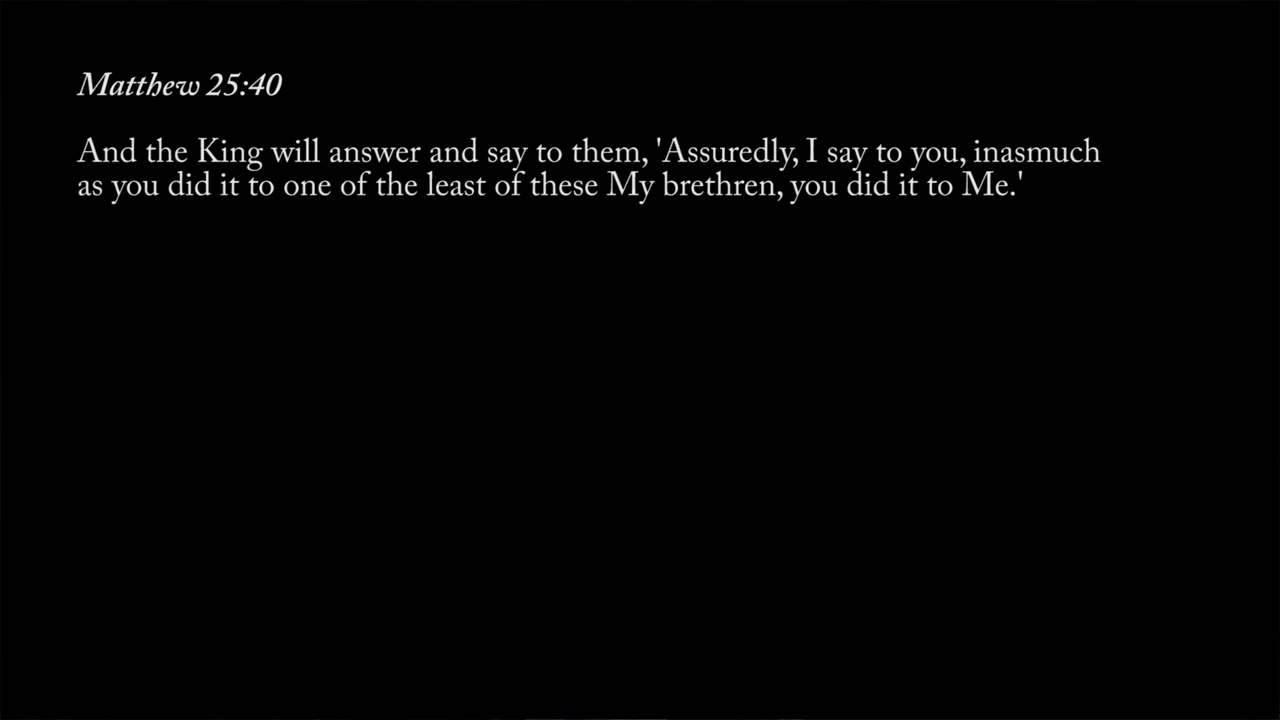 Matthew 25:40
And the King will answer and say to them, 'Assuredly, I say to you, inasmuch
as you did it to one of the least of these My brethren, you did it to Me.'